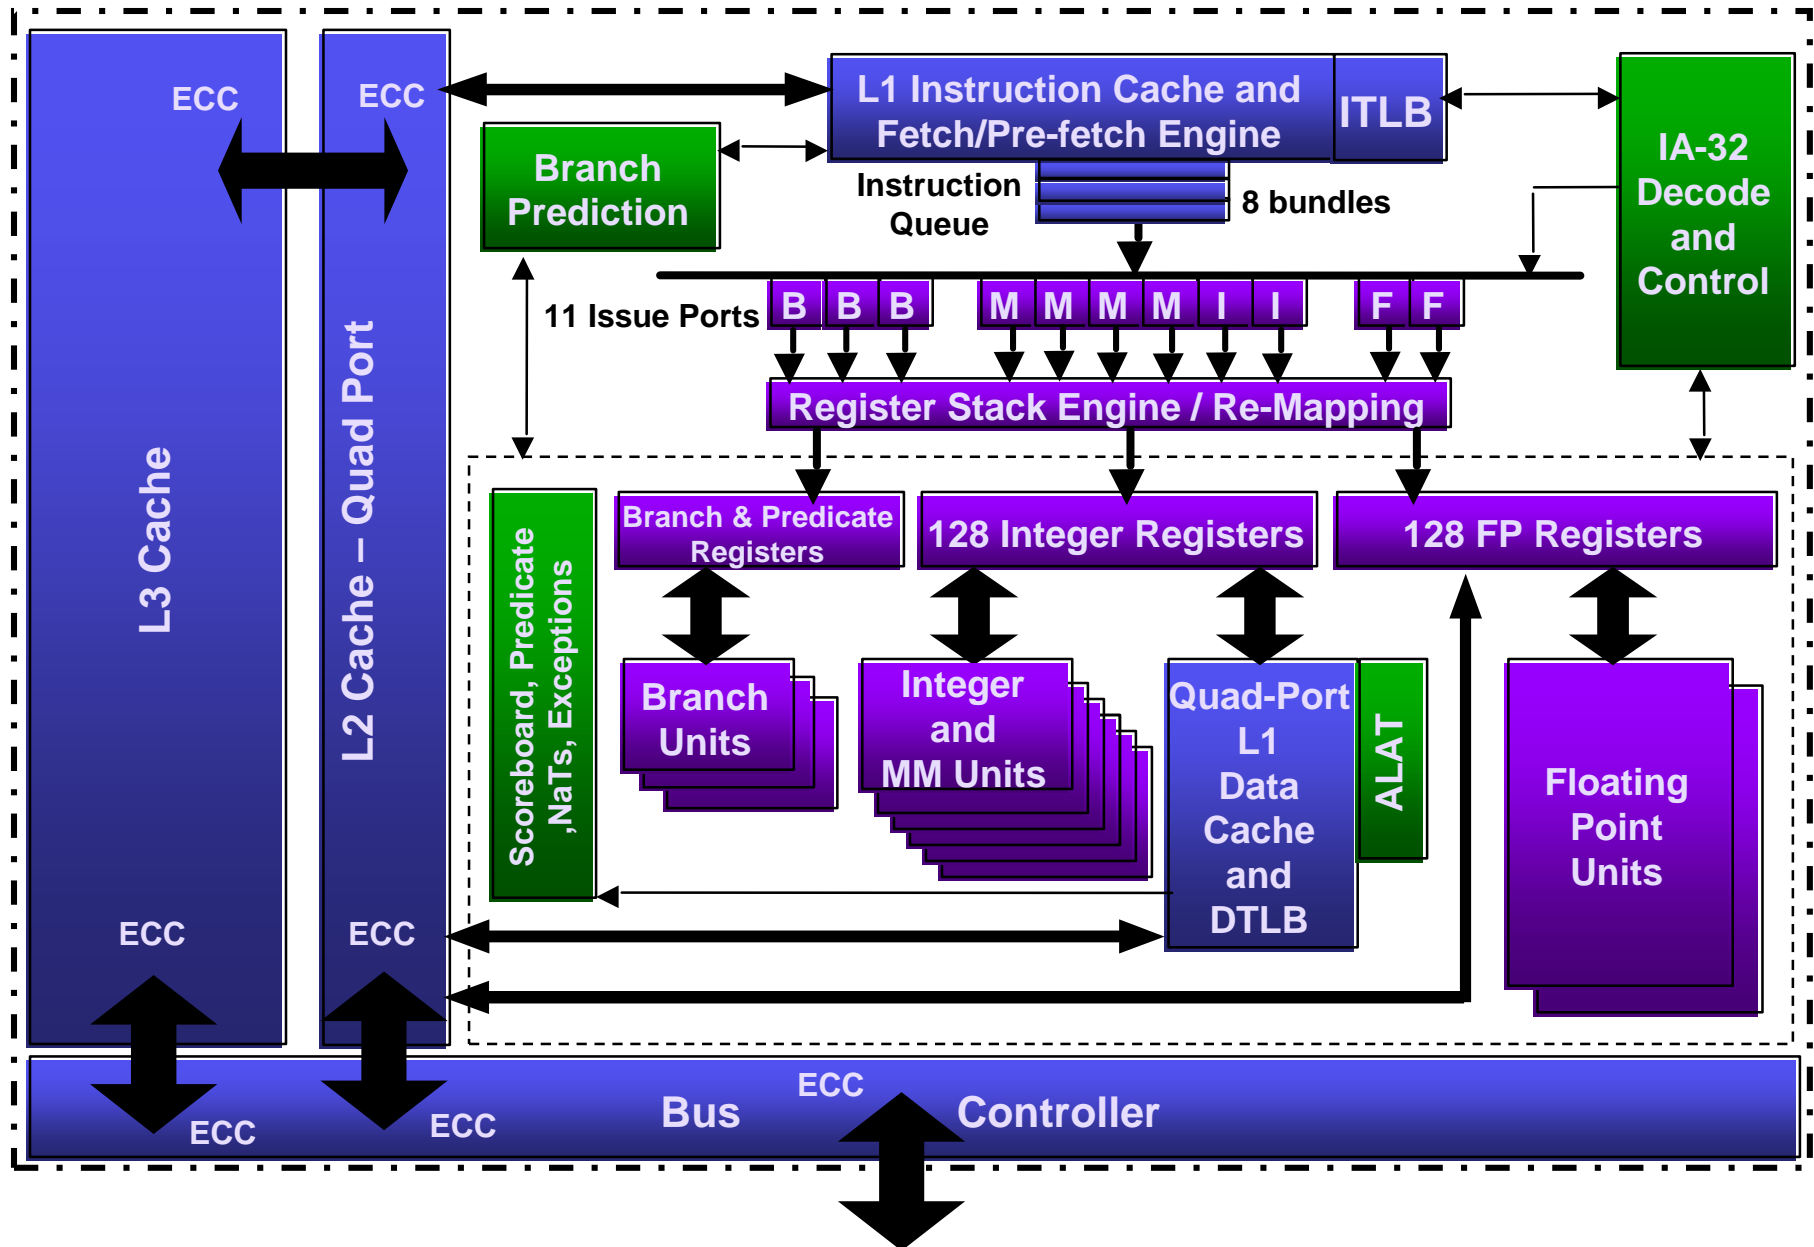 ECC
ECC
L1 Instruction Cache and
Fetch/Pre-fetch Engine
ITLB
IA-32
Decode
and
Control
Branch
Prediction
Instruction
Queue
8 bundles
11 Issue Ports
B
B
B
M
M
M
M
I
I
F
F
Register Stack Engine / Re-Mapping
L3 Cache
L2 Cache – Quad Port
Scoreboard, Predicate
,NaTs, Exceptions
Branch & Predicate
Registers
128 Integer Registers
128 FP Registers
Branch
Units
Integer
and
MM Units
Quad-Port
L1
Data
Cache
and
DTLB
ALAT
Floating
Point
Units
ECC
ECC
ECC
ECC
ECC
Bus Controller